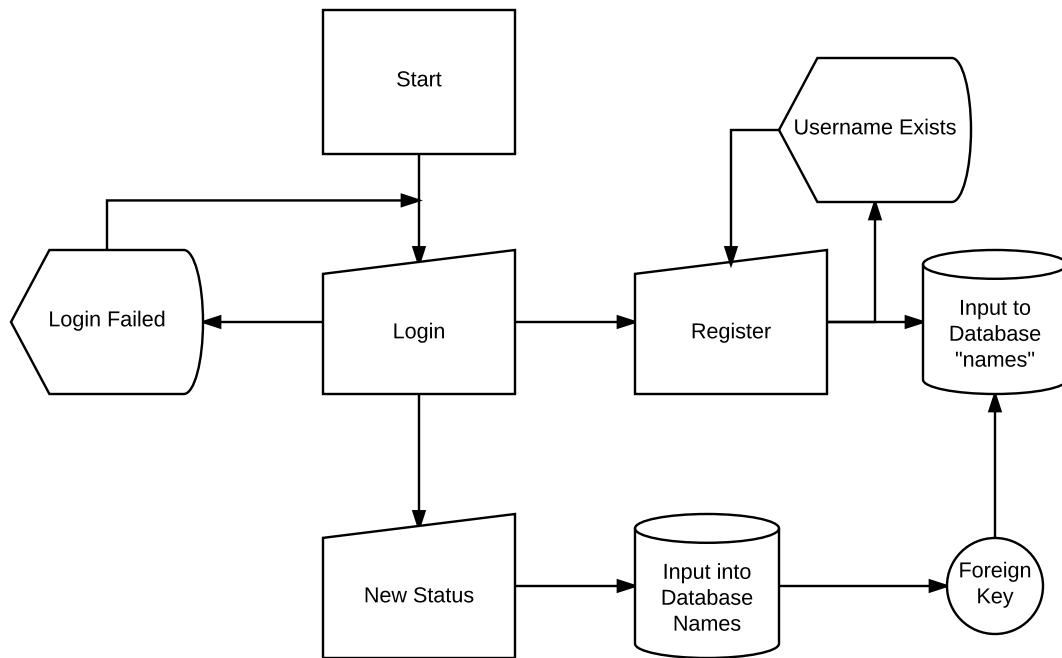 Start
Username Exists
Login Failed
Login
Register
Input to
Database
"names"
New Status
Input into
Database
Names
Foreign
Key